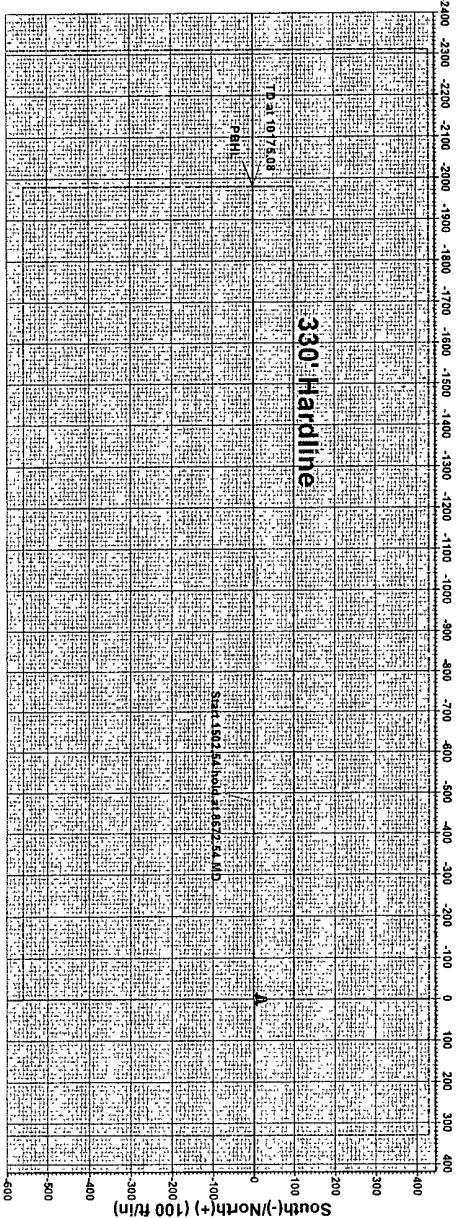 -2400 -2300 -2200 -2100 -2000 -1900 -1800 -1700 -1600 -1500 -1400 -1300 -1200 -1100 -1000 -900 -800 -700 -600 -500 -400 -300 -200 -100 0 100 200 300 400
400
300
200
100
0
-100
-200
-300
-400
-500
-600
South(-)/North(+) (100 ft/in)
330' Hardline
TD at 10175.08
PBHL
Start 1502.54 hold at 8672.54 MD
A